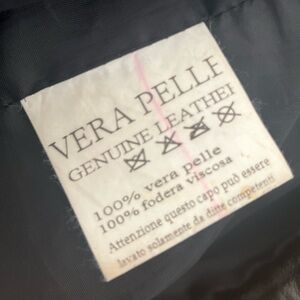 VERA PELLE
GENUINE LEATHER
100% vera pelle
100% fodera viscosa
Attenzione questo capo può essere
lavato solamente da ditte competenti